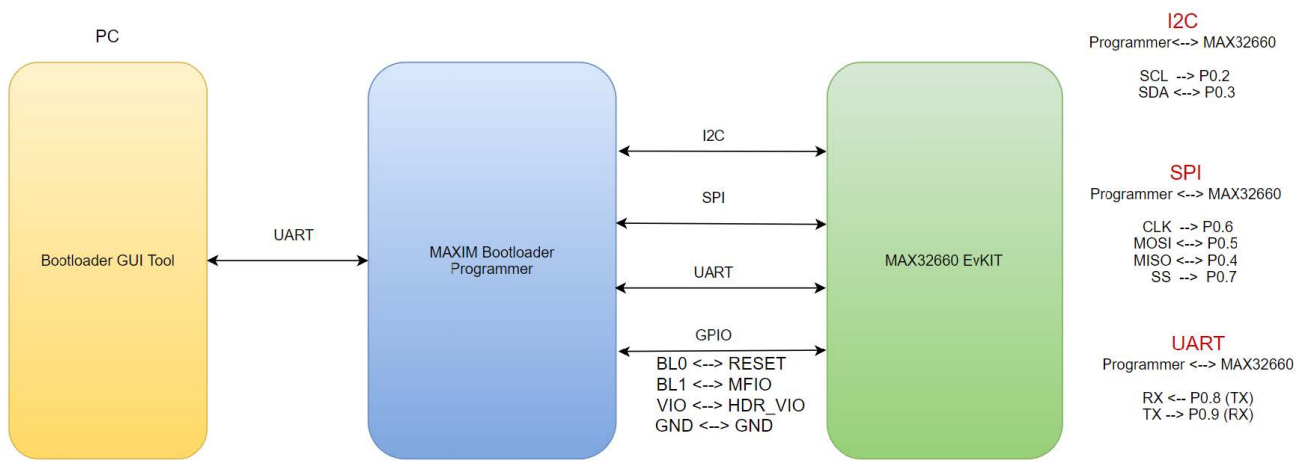 PC
Bootloader GUI Tool
UART
MAXIM Bootloader
Programmer
I2C
SPI
UART
GPIO
BL0 <--> RESET
BL1 <--> MFIO
VIO <--> HDR_VIO
GND <--> GND
MAX32660 EvKIT
I2C
Programmer<--> MAX32660
SCL --> P0.2
SDA <--> P0.3
SPI
Programmer <--> MAX32660
CLK --> P0.6
MOSI <--> P0.5
MISO <--> P0.4
SS --> P0.7
UART
Programmer <--> MAX32660
RX <-- P0.8 (TX)
TX --> P0.9 (RX)